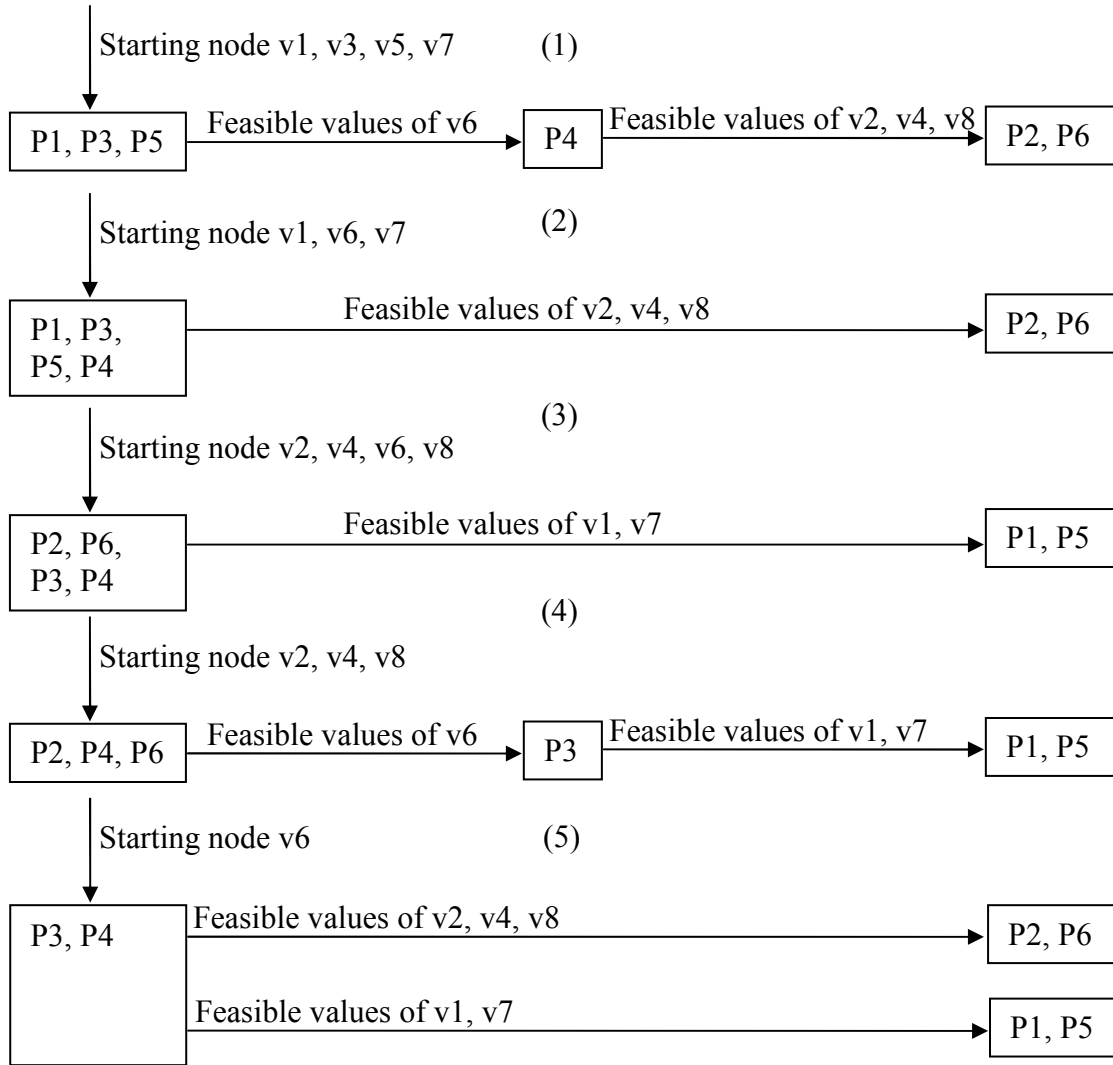 Starting node v1, v3, v5, v7
(1)
Feasible values of v6
Feasible values of v2, v4, v8
P1, P3, P5
P4
P2, P6
Starting node v1, v6, v7
(2)
Feasible values of v2, v4, v8
P1, P3,
P5, P4
P2, P6
(3)
Starting node v2, v4, v6, v8
Feasible values of v1, v7
P2, P6,
P3, P4
P1, P5
(4)
Starting node v2, v4, v8
Feasible values of v6
Feasible values of v1, v7
P2, P4, P6
P3
P1, P5
Starting node v6
(5)
Feasible values of v2, v4, v8
P3, P4
P2, P6
Feasible values of v1, v7
P1, P5